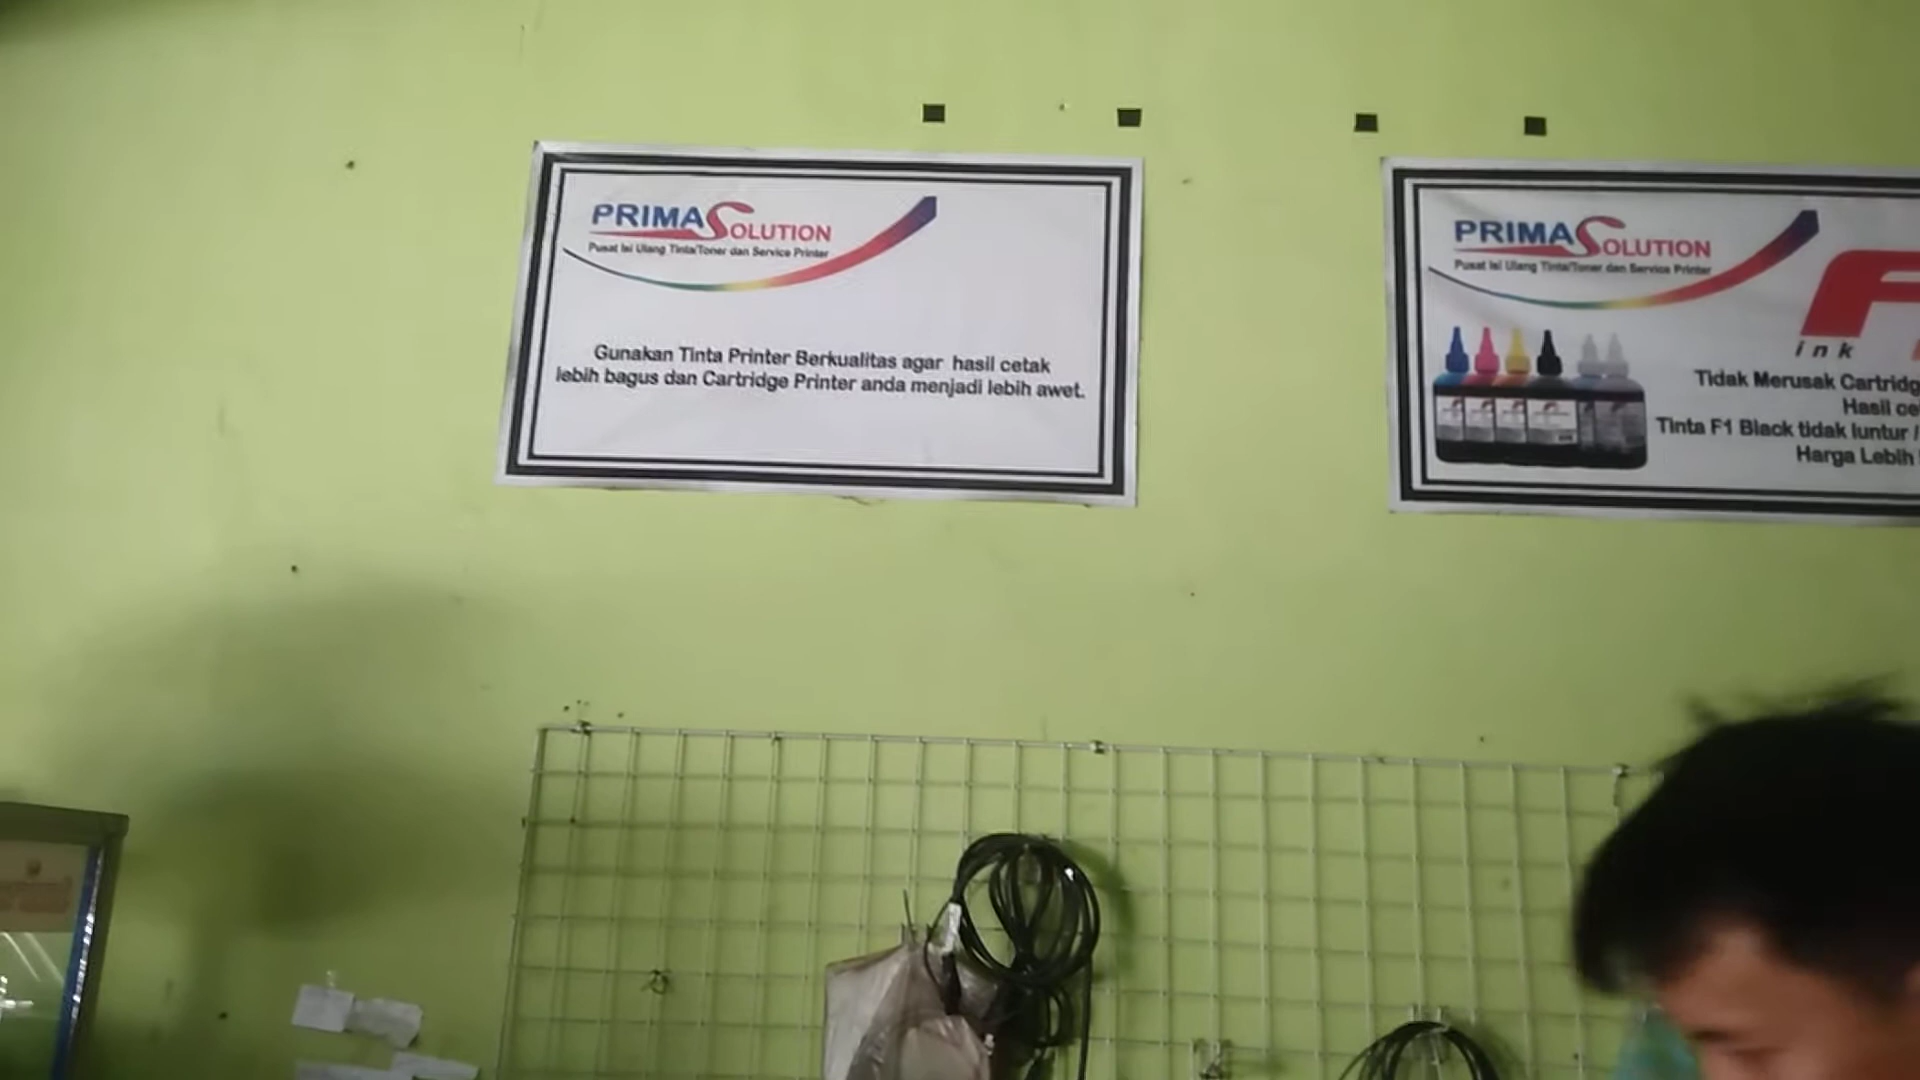 PRIMA SOLUTION
Pusat Isi Ulang Tinta/Toner dan Service Printer
Gunakan Tinta Printer Berkualitas agar hasil cetak
lebih bagus dan Cartridge Printer anda menjadi lebih awet.
PRIMA SOLUTION
Pusat Isi Ulang Tinta/Toner dan Service Printer
F
ink
Tidak Merusak Cartridg
Hasil ce
Tinta F1 Black tidak luntur /
Harga Lebih